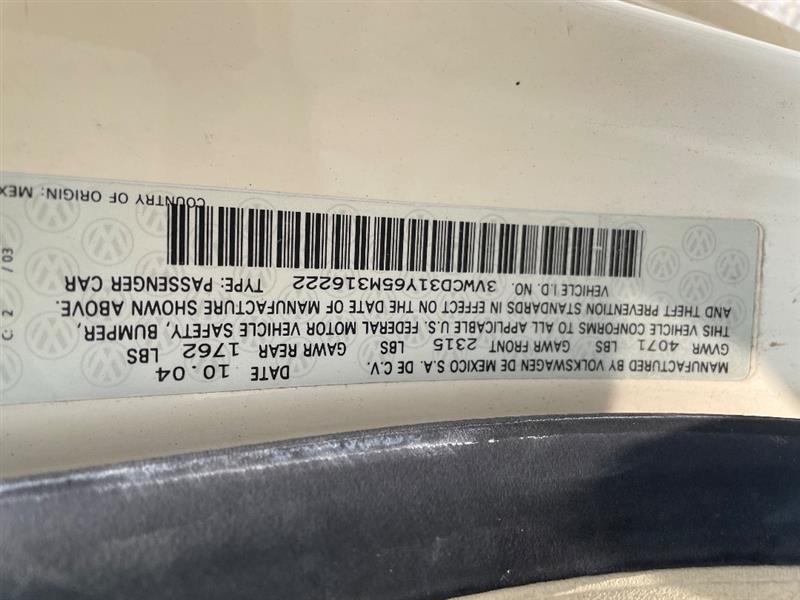 MANUFACTURED BY VOLKSWAGEN DE MEXICO S.A. DE C.V. DATE 10.04
GVWR 4071 LBS GAWR FRONT 2315 LBS GAWR REAR 1762 LBS
THIS VEHICLE CONFORMS TO ALL APPLICABLE U.S. FEDERAL MOTOR VEHICLE SAFETY, BUMPER,
AND THEFT PREVENTION STANDARDS IN EFFECT ON THE DATE OF MANUFACTURE SHOWN ABOVE.
VEHICLE I.D. NO. 3VWCD31Y65M316222 TYPE: PASSENGER CAR
COUNTRY OF ORIGIN: MEX
C: 2 / 03